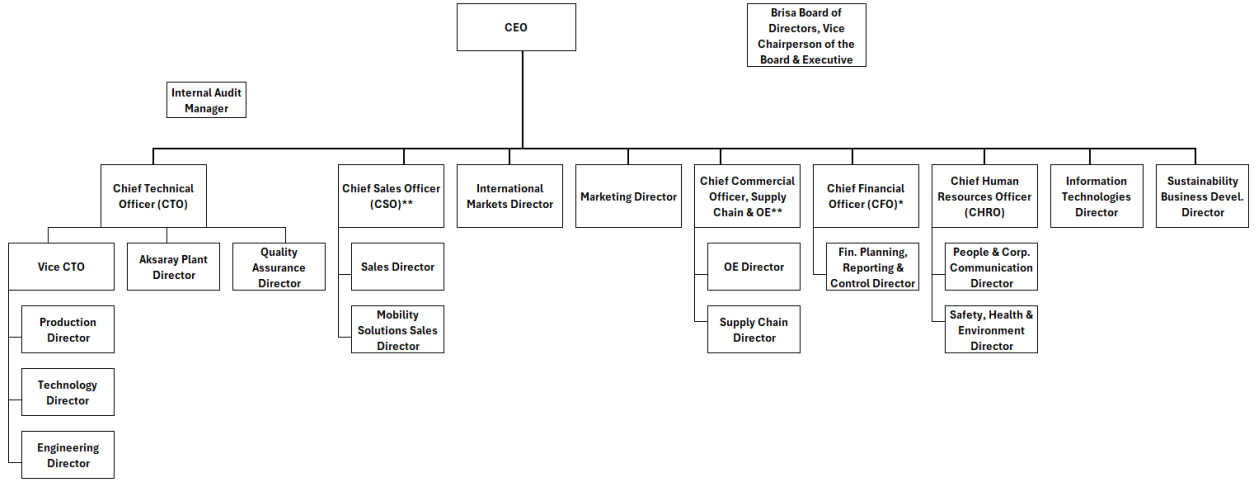 CEO
Brisa Board of
Directors, Vice
Chairperson of the
Board & Executive
Internal Audit
Manager
Chief Technical
Officer (CTO)
Chief Sales Officer
(CSO)**
International
Markets Director
Marketing Director
Chief Commercial
Officer, Supply
Chain & OE**
Chief Financial
Officer (CFO)*
Chief Human
Resources Officer
(CHRO)
Information
Technologies
Director
Sustainability
Business Devel.
Director
Vice CTO
Aksaray Plant
Director
Quality
Assurance
Director
Sales Director
OE Director
Fin. Planning,
Reporting &
Control Director
People & Corp.
Communication
Director
Production
Director
Mobility
Solutions Sales
Director
Supply Chain
Director
Safety, Health &
Environment
Director
Technology
Director
Engineering
Director